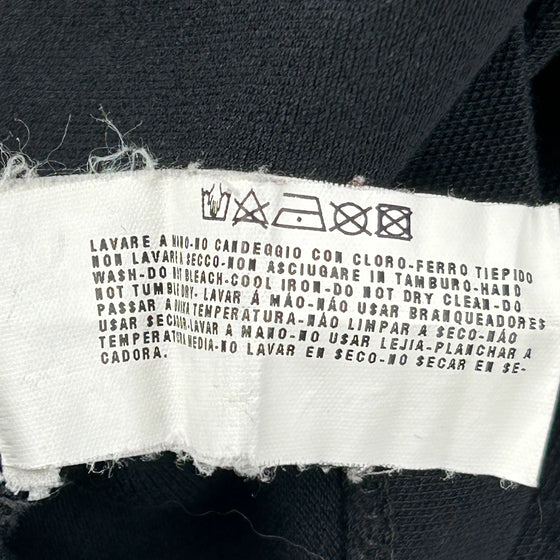 LAVARE A MANO-NO CANDEGGIO CON CLORO-FERRO TIEPIDO
NON LAVARE A SECCO-NON ASCIUGARE IN TAMBURO-HAND
WASH-DO NOT BLEACH-COOL IRON-DO NOT DRY CLEAN-DO
NOT TUMBLE DRY- LAVAR Á MÁO-NÃO USAR BRANQUEADORES
PASSAR A BAIXA TEMPERATURA-NÃO LIMPAR A SECO-NÃO
USAR SECADOR-LAVAR A MANO-NO USAR LEJIA-PLANCHAR A
TEMPERATURA MEDIA-NO LAVAR EN SECO-NO SECAR EN SE-
CADORA.